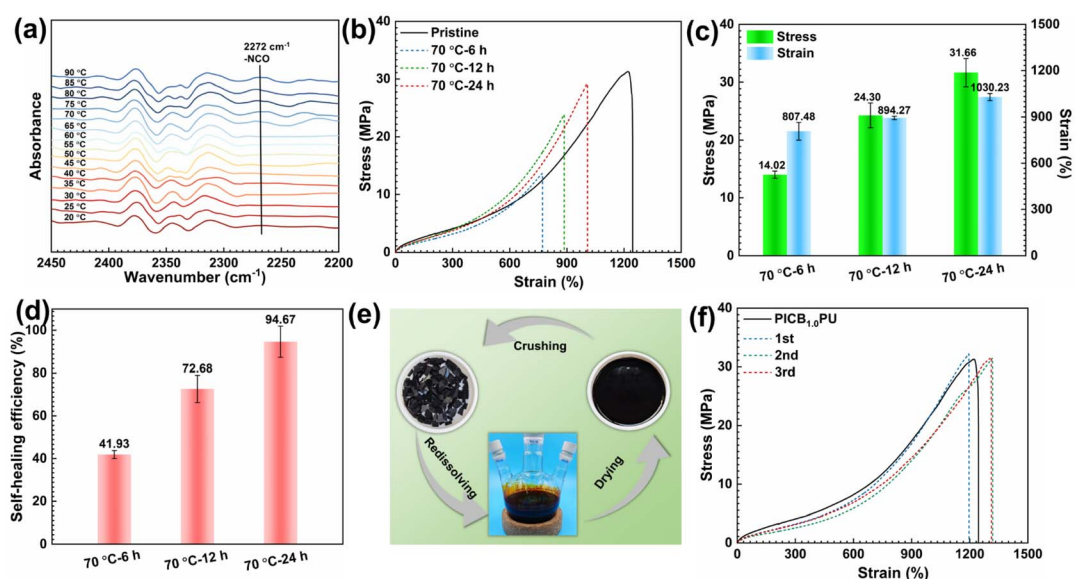 (a)
2272 cm⁻¹
-NCO
90 °C
85 °C
80 °C
75 °C
70 °C
65 °C
60 °C
55 °C
50 °C
45 °C
40 °C
35 °C
30 °C
25 °C
20 °C
Absorbance
2450 2400 2350 2300 2250 2200
Wavenumber (cm⁻¹)
(b)
Pristine
70 °C-6 h
70 °C-12 h
70 °C-24 h
Stress (MPa)
40
30
20
10
0
0 300 600 900 1200 1500
Strain (%)
(c)
Stress
Strain
Stress (MPa)
40
30
20
10
0
14.02
807.48
24.30
894.27
31.66
1030.23
1500
1200
900
600
300
0
Strain (%)
70 °C-6 h 70 °C-12 h 70 °C-24 h
(d)
Self-healing efficiency (%)
100
80
60
40
20
0
41.93
72.68
94.67
70 °C-6 h 70 °C-12 h 70 °C-24 h
(e)
Crushing
Redissolving
Drying
(f)
PICB₁.₀PU
1st
2nd
3rd
Stress (MPa)
40
30
20
10
0
0 300 600 900 1200 1500
Strain (%)